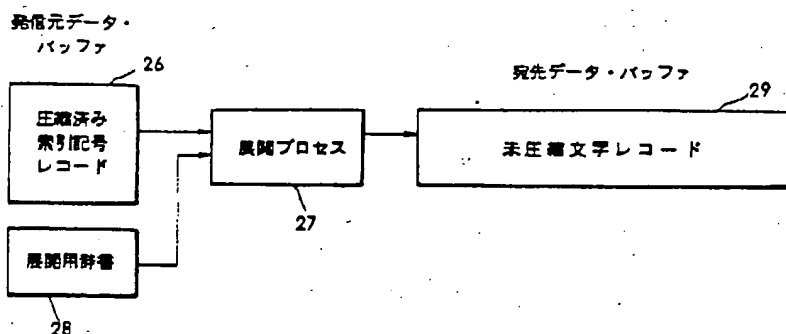 発信元データ・
バッファ
26
圧縮済み
索引記号
レコード
展開プロセス
27
展開用辞書
28
宛先データ・バッファ
29
未圧縮文字レコード